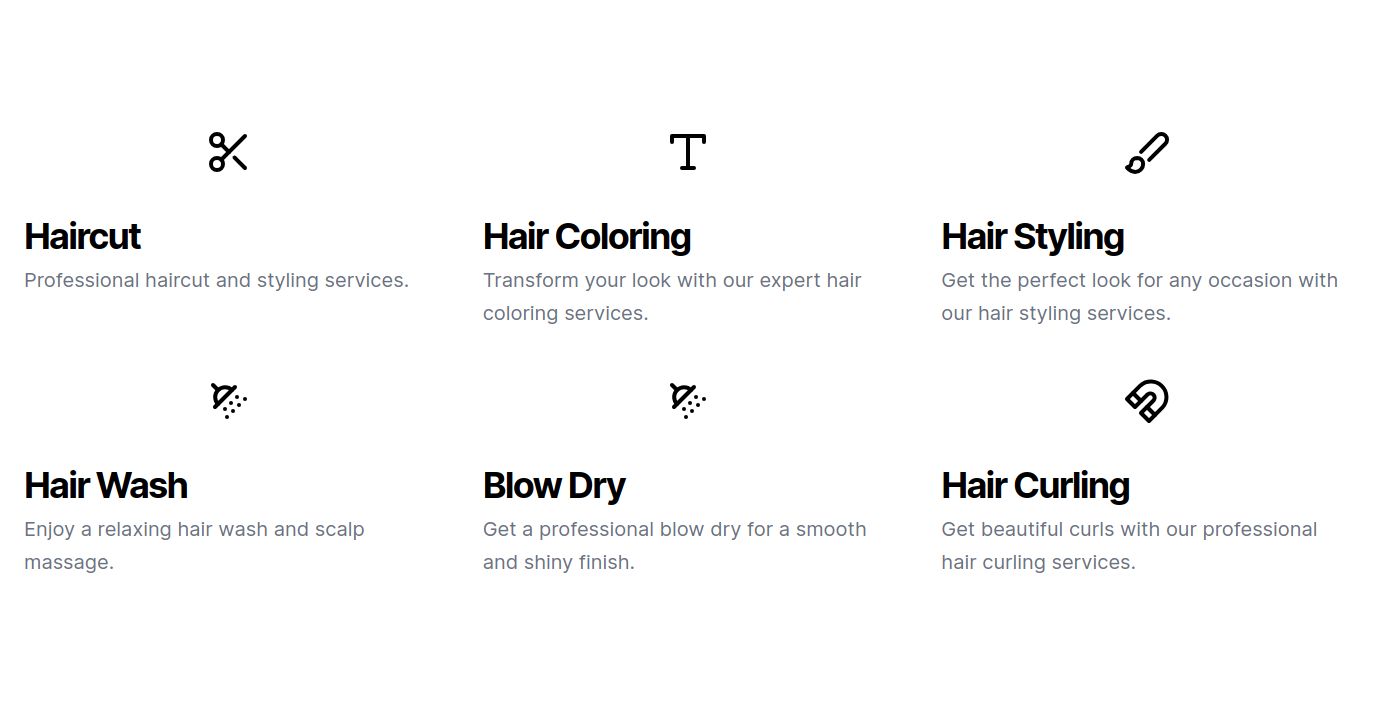 Haircut
Professional haircut and styling services.
Hair Coloring
Transform your look with our expert hair
coloring services.
Hair Styling
Get the perfect look for any occasion with
our hair styling services.
Hair Wash
Enjoy a relaxing hair wash and scalp
massage.
Blow Dry
Get a professional blow dry for a smooth
and shiny finish.
Hair Curling
Get beautiful curls with our professional
hair curling services.